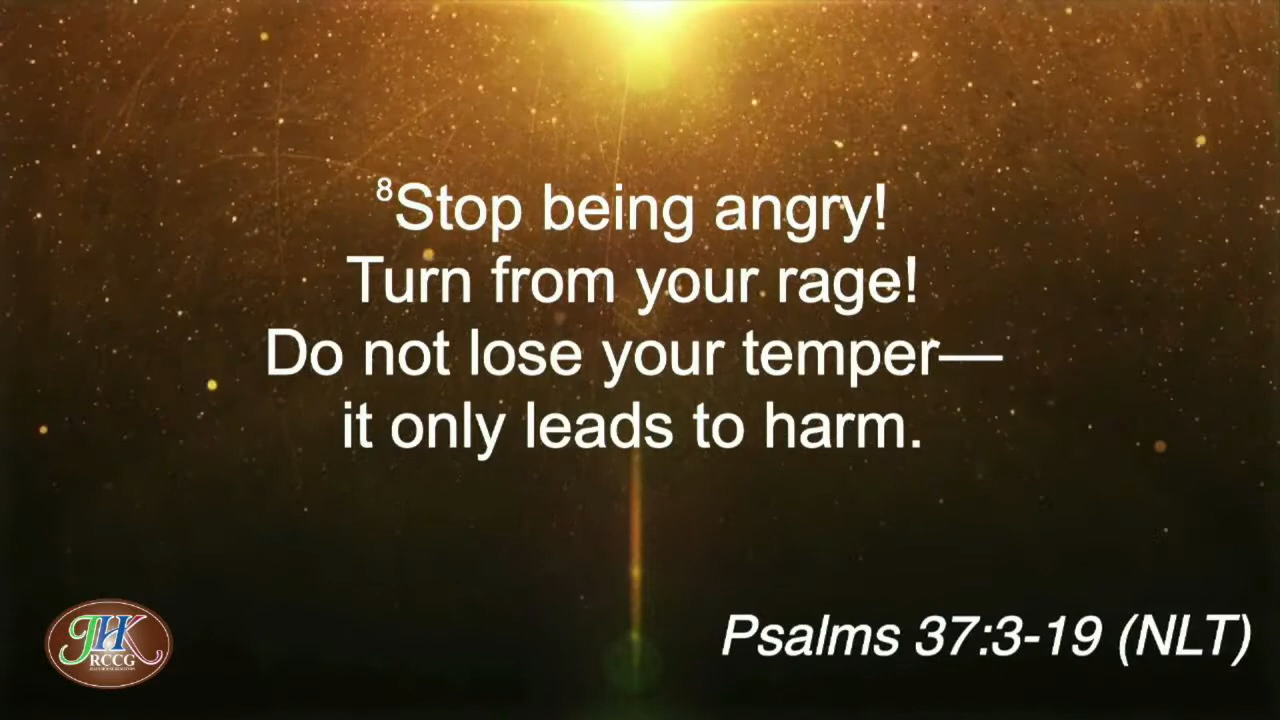 ⁸Stop being angry!
Turn from your rage!
Do not lose your temper—
it only leads to harm.
Psalms 37:3-19 (NLT)
JHK
RCCG